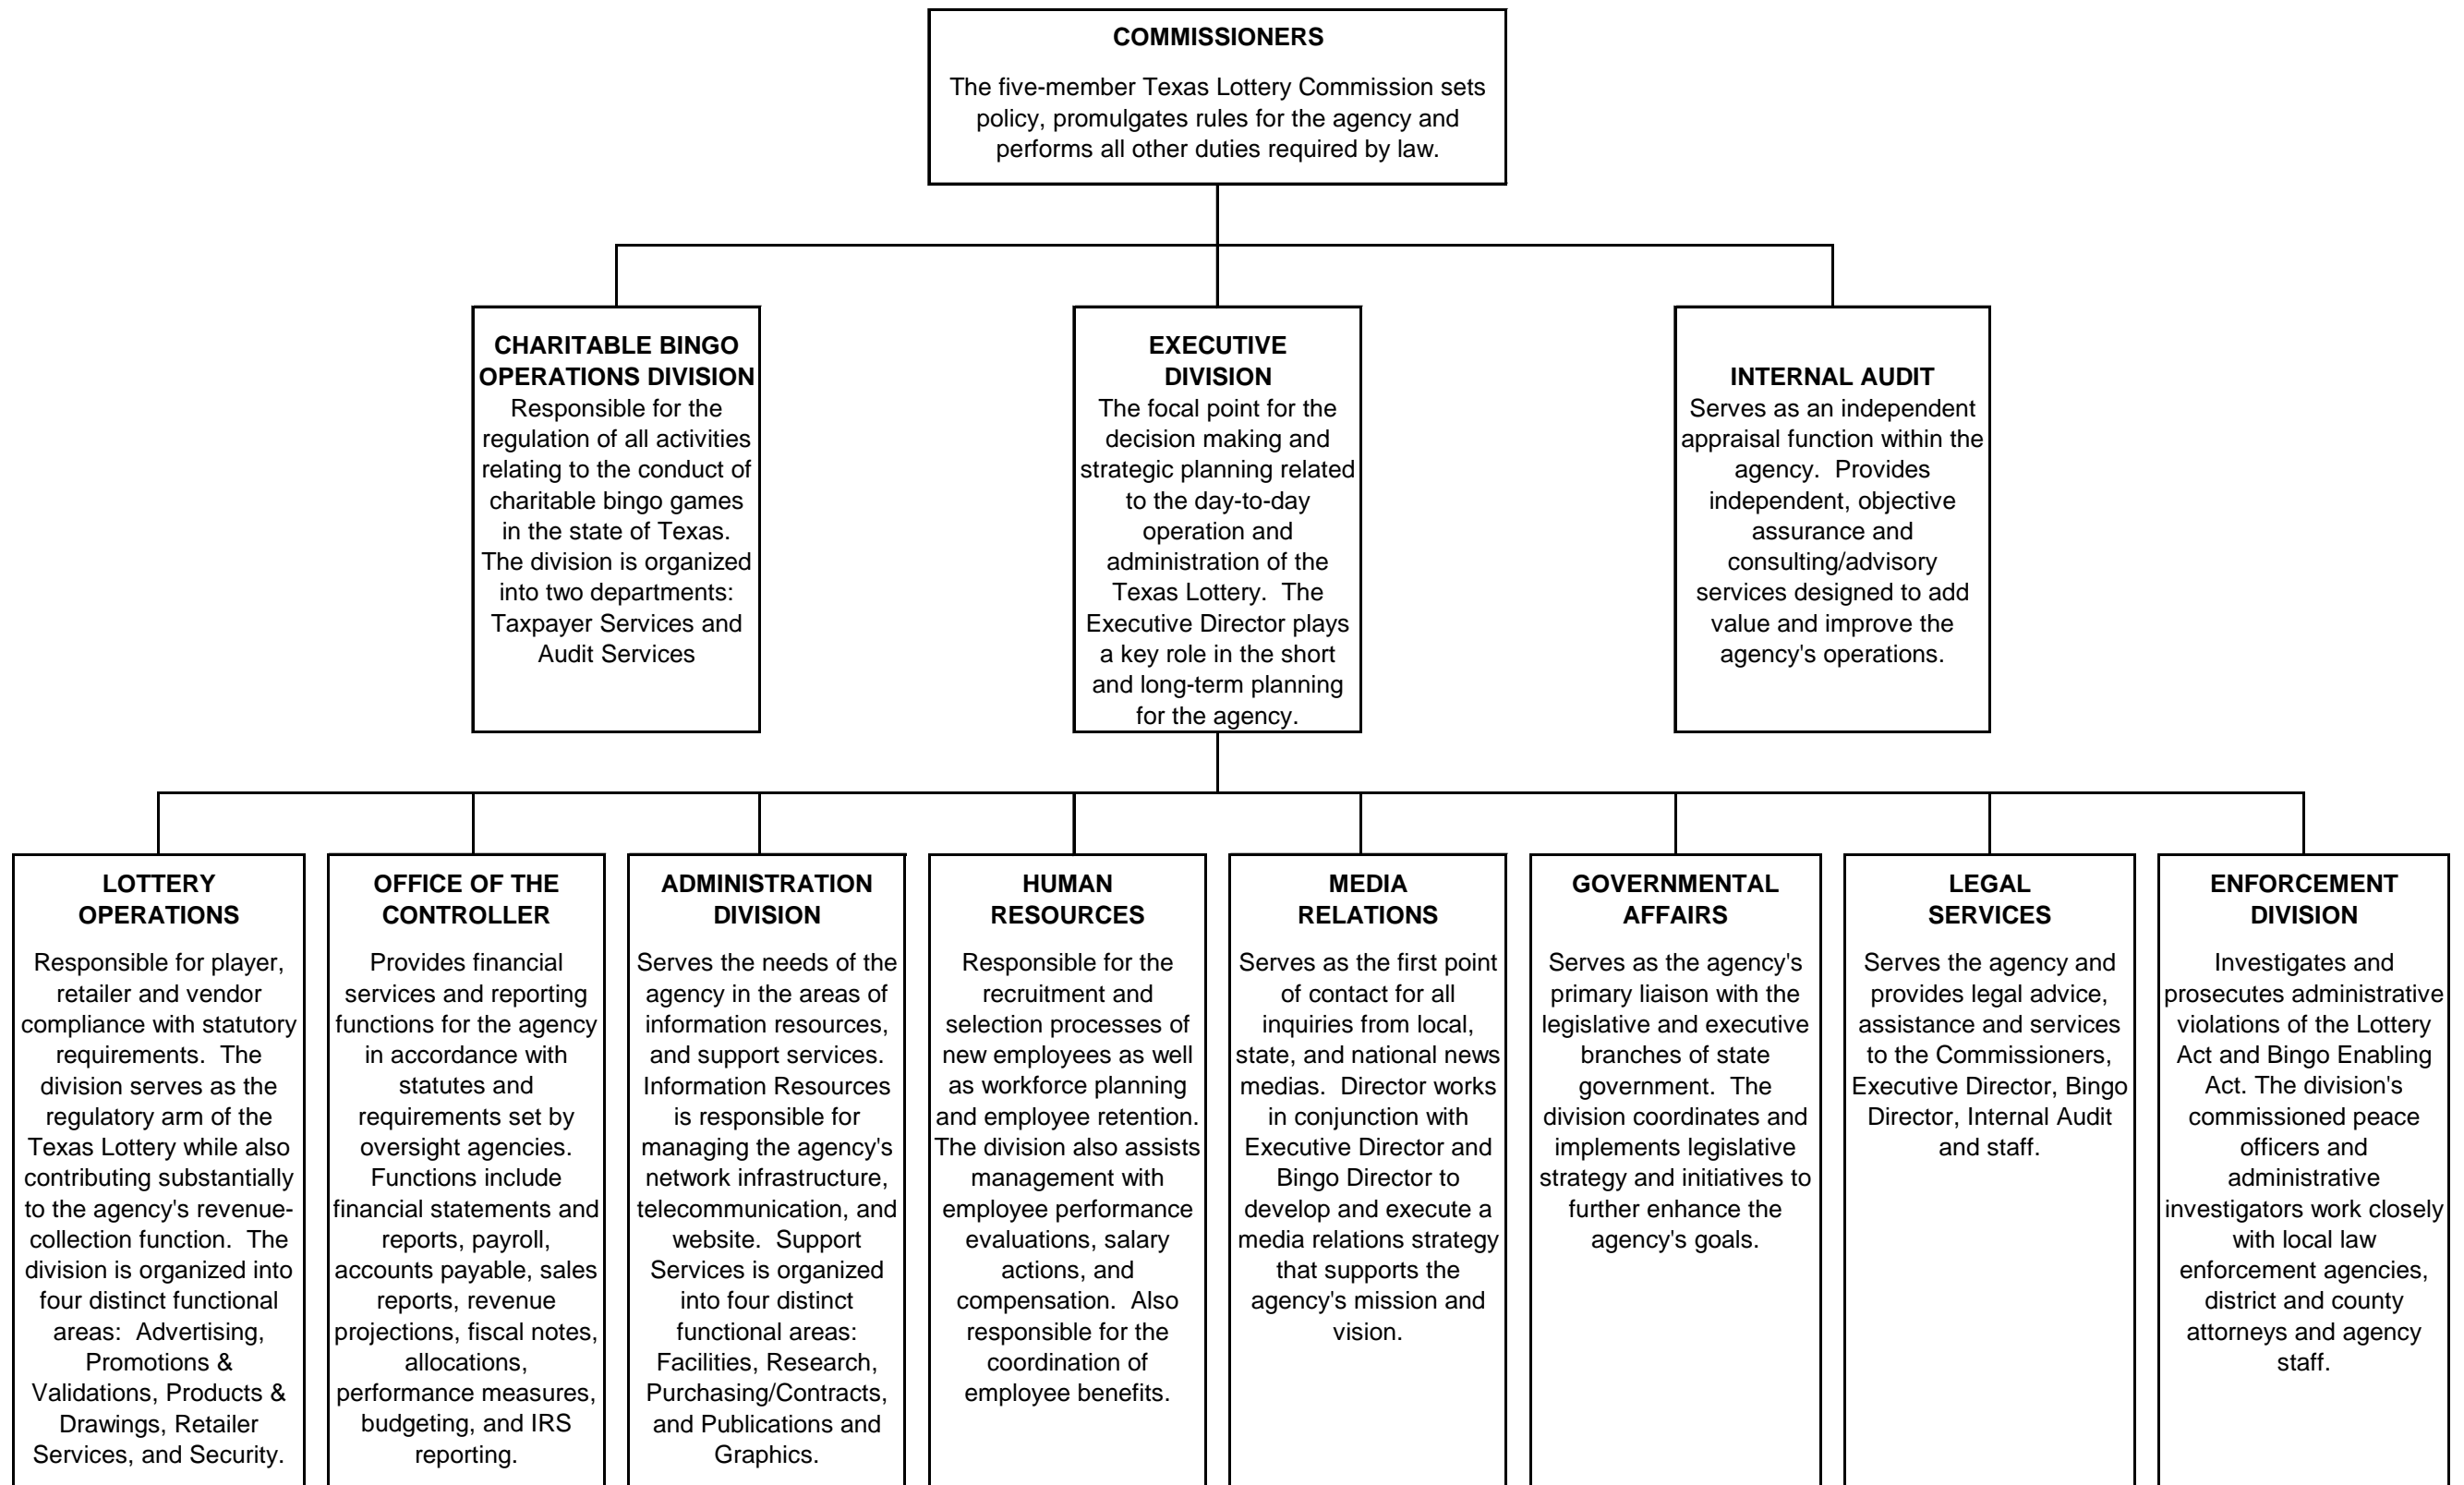 COMMISSIONERS
The five-member Texas Lottery Commission sets
policy, promulgates rules for the agency and
performs all other duties required by law.
CHARITABLE BINGO
OPERATIONS DIVISION
Responsible for the
regulation of all activities
relating to the conduct of
charitable bingo games
in the state of Texas.
The division is organized
into two departments:
Taxpayer Services and
Audit Services
EXECUTIVE
DIVISION
The focal point for the
decision making and
strategic planning related
to the day-to-day
operation and
administration of the
Texas Lottery. The
Executive Director plays
a key role in the short
and long-term planning
for the agency.
INTERNAL AUDIT
Serves as an independent
appraisal function within the
agency. Provides
independent, objective
assurance and
consulting/advisory
services designed to add
value and improve the
agency's operations.
LOTTERY
OPERATIONS
Responsible for player,
retailer and vendor
compliance with statutory
requirements. The
division serves as the
regulatory arm of the
Texas Lottery while also
contributing substantially
to the agency's revenue-
collection function. The
division is organized into
four distinct functional
areas: Advertising,
Promotions &
Validations, Products &
Drawings, Retailer
Services, and Security.
OFFICE OF THE
CONTROLLER
Provides financial
services and reporting
functions for the agency
in accordance with
statutes and
requirements set by
oversight agencies.
Functions include
financial statements and
reports, payroll,
accounts payable, sales
reports, revenue
projections, fiscal notes,
allocations,
performance measures,
budgeting, and IRS
reporting.
ADMINISTRATION
DIVISION
Serves the needs of the
agency in the areas of
information resources,
and support services.
Information Resources
is responsible for
managing the agency's
network infrastructure,
telecommunication, and
website. Support
Services is organized
into four distinct
functional areas:
Facilities, Research,
Purchasing/Contracts,
and Publications and
Graphics.
HUMAN
RESOURCES
Responsible for the
recruitment and
selection processes of
new employees as well
as workforce planning
and employee retention.
The division also assists
management with
employee performance
evaluations, salary
actions, and
compensation. Also
responsible for the
coordination of
employee benefits.
MEDIA
RELATIONS
Serves as the first point
of contact for all
inquiries from local,
state, and national news
medias. Director works
in conjunction with
Executive Director and
Bingo Director to
develop and execute a
media relations strategy
that supports the
agency's mission and
vision.
GOVERNMENTAL
AFFAIRS
Serves as the agency's
primary liaison with the
legislative and executive
branches of state
government. The
division coordinates and
implements legislative
strategy and initiatives to
further enhance the
agency's goals.
LEGAL
SERVICES
Serves the agency and
provides legal advice,
assistance and services
to the Commissioners,
Executive Director, Bingo
Director, Internal Audit
and staff.
ENFORCEMENT
DIVISION
Investigates and
prosecutes administrative
violations of the Lottery
Act and Bingo Enabling
Act. The division's
commissioned peace
officers and
administrative
investigators work closely
with local law
enforcement agencies,
district and county
attorneys and agency
staff.